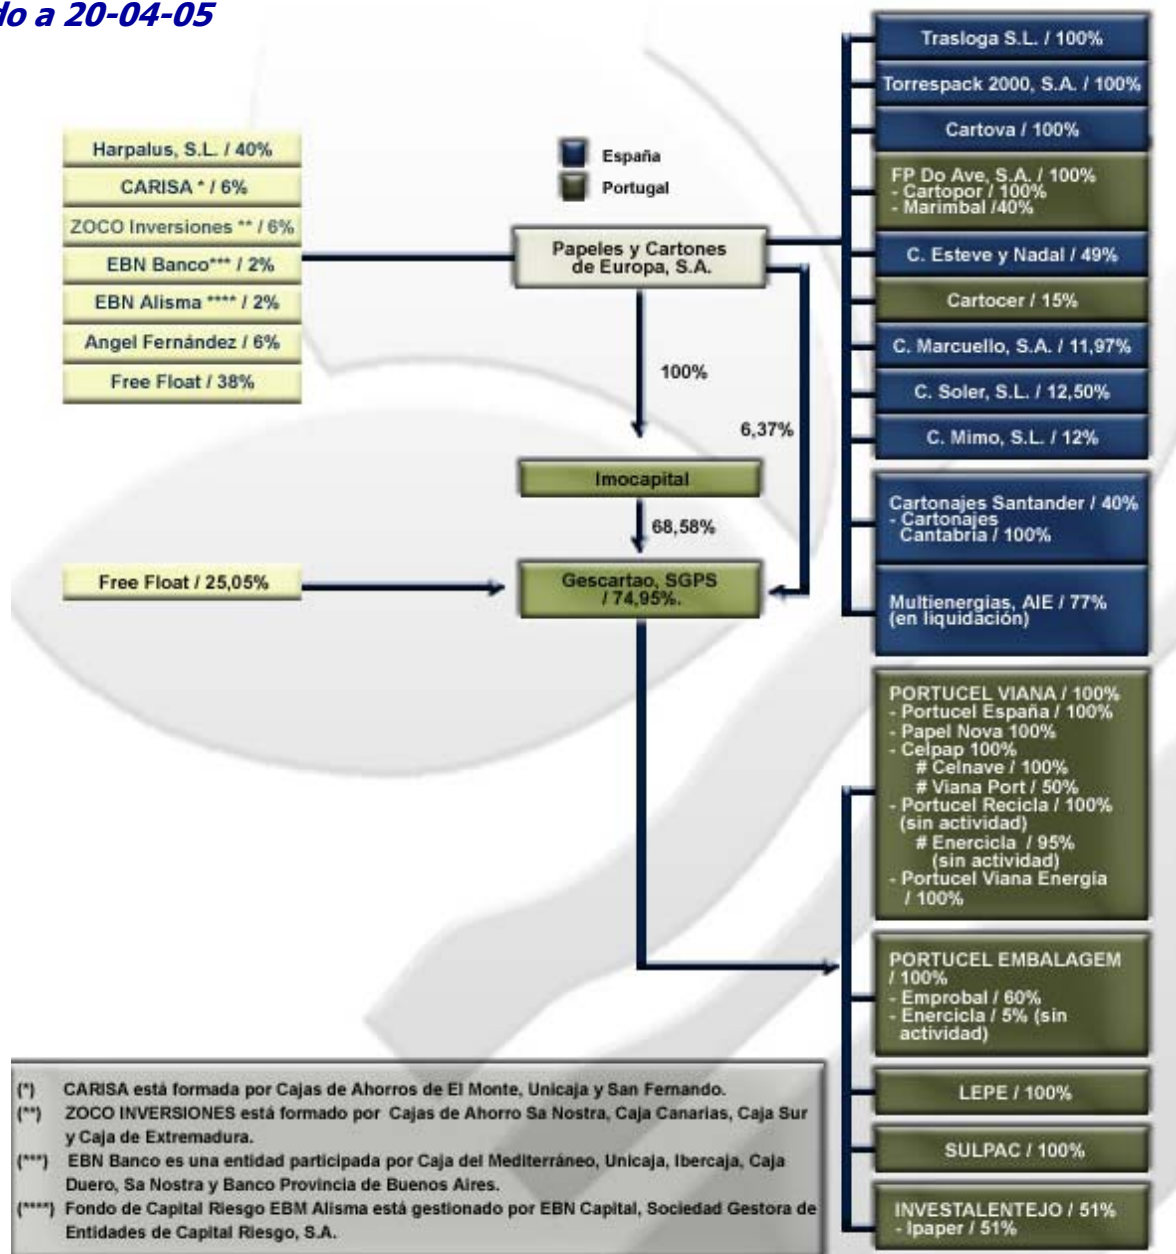 do a 20-04-05
Harpalus, S.L. / 40%
CARISA * / 6%
ZOCO Inversiones ** / 6%
EBN Banco*** / 2%
EBN Alisma **** / 2%
Angel Fernández / 6%
Free Float / 38%
España
Portugal
Papeles y Cartones
de Europa, S.A.
100%
6,37%
Imocapital
68,58%
Free Float / 25,05%
Gescartao, SGPS
/ 74,95%.
Trasloga S.L. / 100%
Torrespack 2000, S.A. / 100%
Cartova / 100%
FP Do Ave, S.A. / 100%
- Cartopor / 100%
- Marimbal /40%
C. Esteve y Nadal / 49%
Cartocer / 15%
C. Marcuello, S.A. / 11,97%
C. Soler, S.L. / 12,50%
C. Mimo, S.L. / 12%
Cartonajes Santander / 40%
- Cartonajes
Cantabria / 100%
Multienergias, AIE / 77%
(en liquidación)
PORTUCEL VIANA / 100%
- Portucel España / 100%
- Papel Nova 100%
- Celpap 100%
# Celnave / 100%
# Viana Port / 50%
- Portucel Recicla / 100%
(sin actividad)
# Enercicla / 95%
(sin actividad)
- Portucel Viana Energía
/ 100%
PORTUCEL EMBALAGEM
/ 100%
- Emprobal / 60%
- Enercicla / 5% (sin
actividad)
LEPE / 100%
SULPAC / 100%
INVESTALENTEJO / 51%
- Ipaper / 51%
(*) CARISA está formada por Cajas de Ahorros de El Monte, Unicaja y San Fernando.
(**) ZOCO INVERSIONES está formado por Cajas de Ahorro Sa Nostra, Caja Canarias, Caja Sur
y Caja de Extremadura.
(***) EBN Banco es una entidad participada por Caja del Mediterráneo, Unicaja, Ibercaja, Caja
Duero, Sa Nostra y Banco Provincia de Buenos Aires.
(****) Fondo de Capital Riesgo EBM Alisma está gestionado por EBN Capital, Sociedad Gestora de
Entidades de Capital Riesgo, S.A.